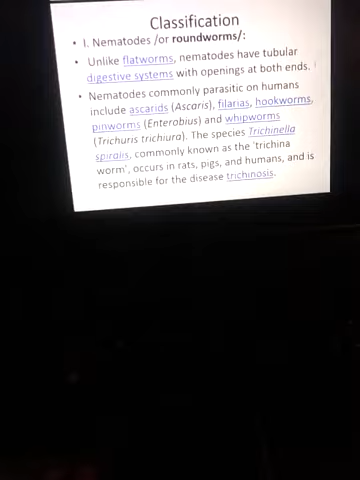 Classification
• I. Nematodes /or roundworms/:
• Unlike flatworms, nematodes have tubular
digestive systems with openings at both ends.
• Nematodes commonly parasitic on humans
include ascarids (Ascaris), filarias, hookworms,
pinworms (Enterobius) and whipworms
(Trichuris trichiura). The species Trichinella
spiralis, commonly known as the 'trichina
worm', occurs in rats, pigs, and humans, and is
responsible for the disease trichinosis.